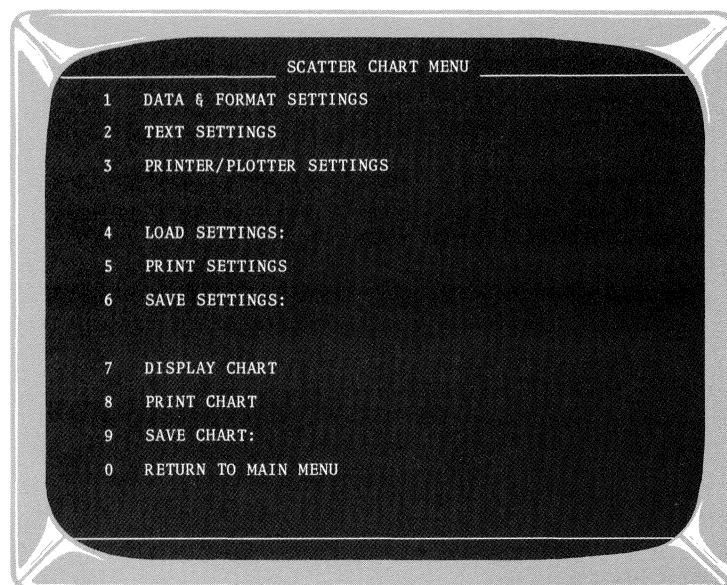 SCATTER CHART MENU
1 DATA & FORMAT SETTINGS
2 TEXT SETTINGS
3 PRINTER/PLOTTER SETTINGS
4 LOAD SETTINGS:
5 PRINT SETTINGS
6 SAVE SETTINGS:
7 DISPLAY CHART
8 PRINT CHART
9 SAVE CHART:
0 RETURN TO MAIN MENU